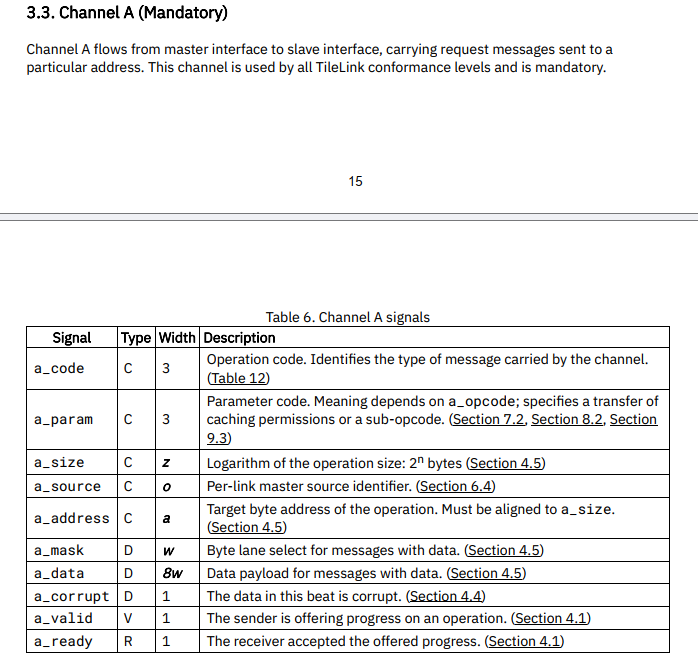 3.3. Channel A (Mandatory)
Channel A flows from master interface to slave interface, carrying request messages sent to a
particular address. This channel is used by all TileLink conformance levels and is mandatory.
15
Table 6. Channel A signals
Signal Type Width Description
a_code C 3 Operation code. Identifies the type of message carried by the channel.
(Table 12)
a_param C 3 Parameter code. Meaning depends on a_opcode; specifies a transfer of
caching permissions or a sub-opcode. (Section 7.2, Section 8.2, Section
9.3)
a_size C z Logarithm of the operation size: 2ⁿ bytes (Section 4.5)
a_source C o Per-link master source identifier. (Section 6.4)
a_address C a Target byte address of the operation. Must be aligned to a_size.
(Section 4.5)
a_mask D w Byte lane select for messages with data. (Section 4.5)
a_data D 8w Data payload for messages with data. (Section 4.5)
a_corrupt D 1 The data in this beat is corrupt. (Section 4.4)
a_valid V 1 The sender is offering progress on an operation. (Section 4.1)
a_ready R 1 The receiver accepted the offered progress. (Section 4.1)